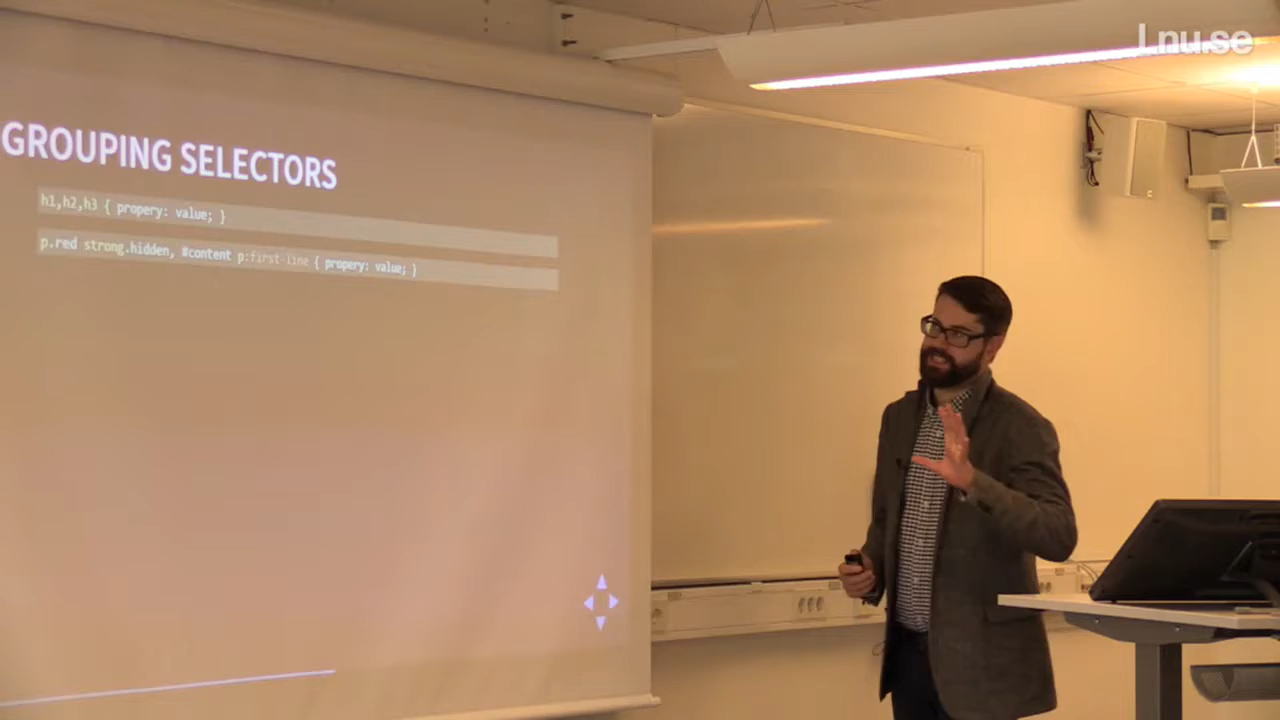 Lnu.se
GROUPING SELECTORS
h1,h2,h3 { propery: value; }
p.red strong.hidden, #content p:first-line { propery: value; }